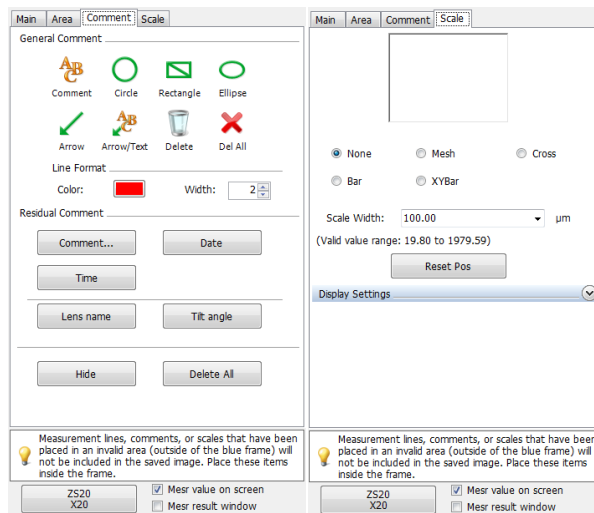 Main Area Comment Scale
General Comment
AB
C
Comment Circle Rectangle Ellipse
AB
C
Arrow Arrow/Text Delete Del All
Line Format
Color: Width: 2
Residual Comment
Comment... Date
Time
Lens name Tilt angle
Hide Delete All
Measurement lines, comments, or scales that have been
placed in an invalid area (outside of the blue frame) will
not be included in the saved image. Place these items
inside the frame.
ZS20
X20
Mesr value on screen
Mesr result window
Main Area Comment Scale
None Mesh Cross
Bar XYBar
Scale Width: 100.00 µm
(Valid value range: 19.80 to 1979.59)
Reset Pos
Display Settings
Measurement lines, comments, or scales that have been
placed in an invalid area (outside of the blue frame) will
not be included in the saved image. Place these items
inside the frame.
ZS20
X20
Mesr value on screen
Mesr result window